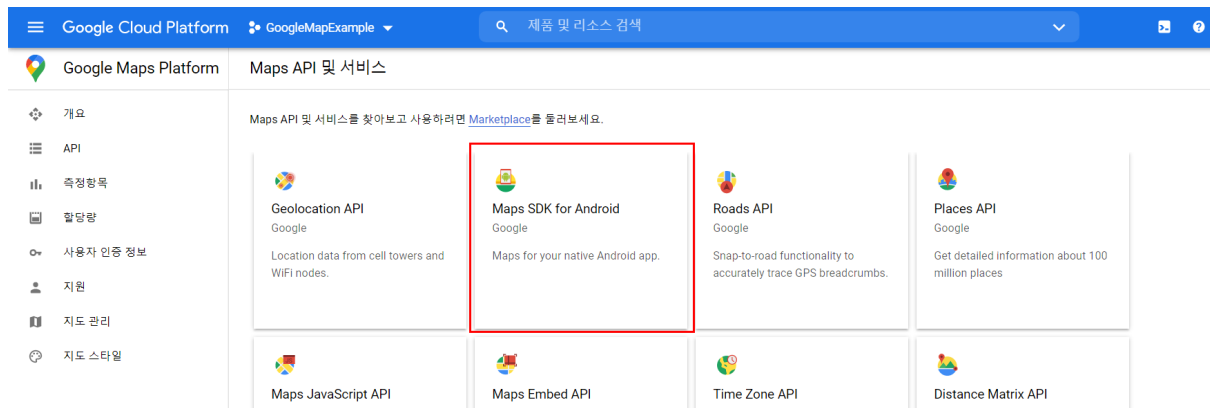 Google Cloud Platform GoogleMapExample 제품 및 리소스 검색
Google Maps Platform Maps API 및 서비스
개요
API
측정항목
할당량
사용자 인증 정보
지원
지도 관리
지도 스타일
Maps API 및 서비스를 찾아보고 사용하려면 Marketplace를 둘러보세요.
Geolocation API
Google
Location data from cell towers and
WiFi nodes.
Maps SDK for Android
Google
Maps for your native Android app.
Roads API
Google
Snap-to-road functionality to
accurately trace GPS breadcrumbs.
Places API
Google
Get detailed information about 100
million places
Maps JavaScript API
Maps Embed API
Time Zone API
Distance Matrix API